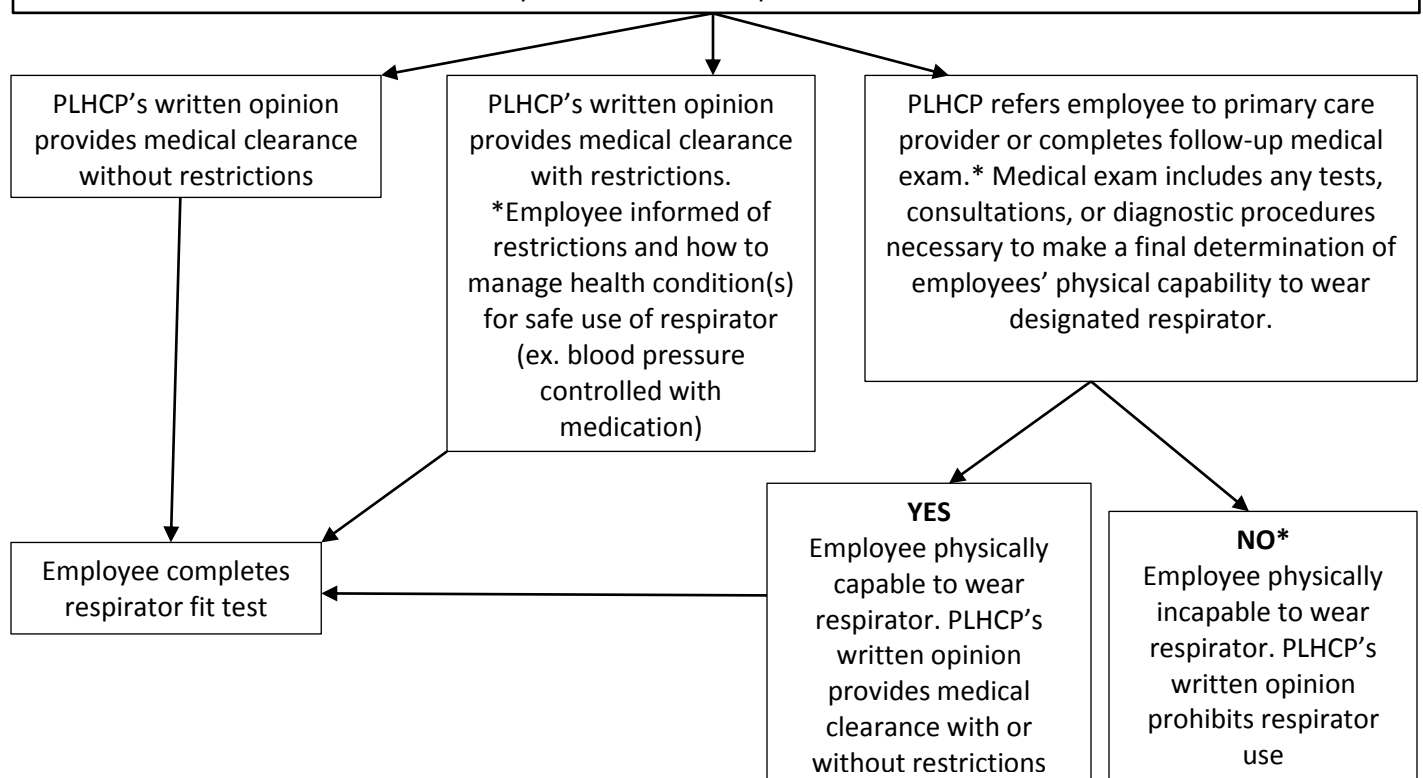 PLHCP’s written opinion
provides medical clearance
without restrictions
PLHCP’s written opinion
provides medical clearance
with restrictions.
*Employee informed of
restrictions and how to
manage health condition(s)
for safe use of respirator
(ex. blood pressure
controlled with
medication)
PLHCP refers employee to primary care
provider or completes follow-up medical
exam.* Medical exam includes any tests,
consultations, or diagnostic procedures
necessary to make a final determination of
employees’ physical capability to wear
designated respirator.
Employee completes
respirator fit test
YES
Employee physically
capable to wear
respirator. PLHCP’s
written opinion
provides medical
clearance with or
without restrictions
NO*
Employee physically
incapable to wear
respirator. PLHCP’s
written opinion
prohibits respirator
use